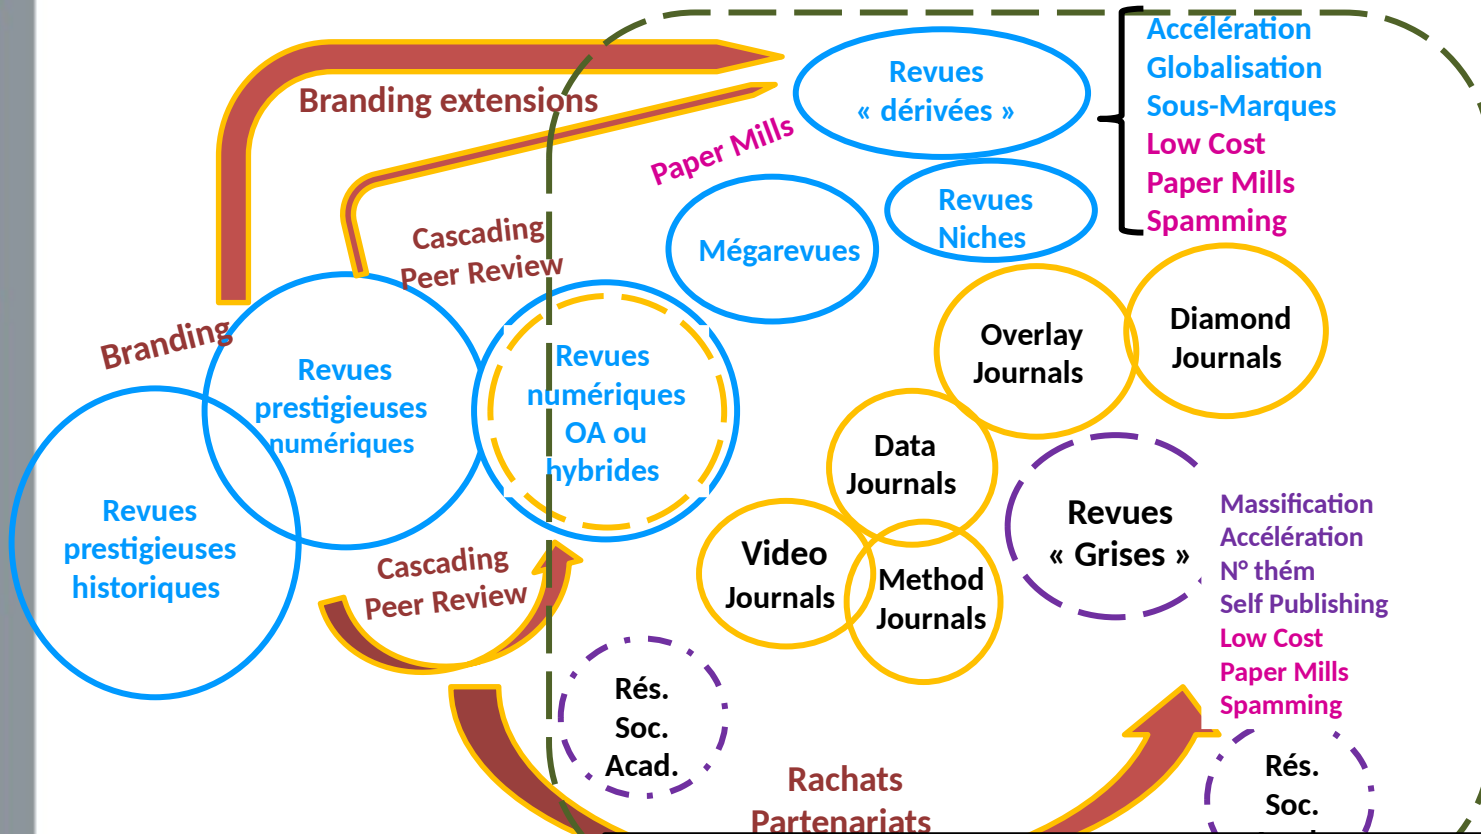 Branding extensions
Revues
« dérivées »
Accélération
Globalisation
Sous-Marques
Low Cost
Paper Mills
Spamming
Paper Mills
Revues
Niches
Mégarevues
Cascading
Peer Review
Branding
Revues
prestigieuses
numériques
Revues
numériques
OA ou
hybrides
Overlay
Journals
Diamond
Journals
Data
Journals
Revues
prestigieuses
historiques
Cascading
Peer Review
Video
Journals
Method
Journals
Revues
« Grises »
Massification
Accélération
N° thém
Self Publishing
Low Cost
Paper Mills
Spamming
Rés.
Soc.
Acad.
Rachats
Partenariats
Rés.
Soc.